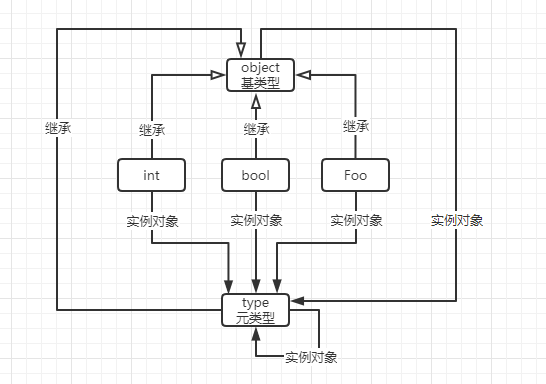 object
基类型
继承
继承
继承
继承
int
bool
Foo
实例对象
实例对象
实例对象
实例对象
type
元类型
实例对象